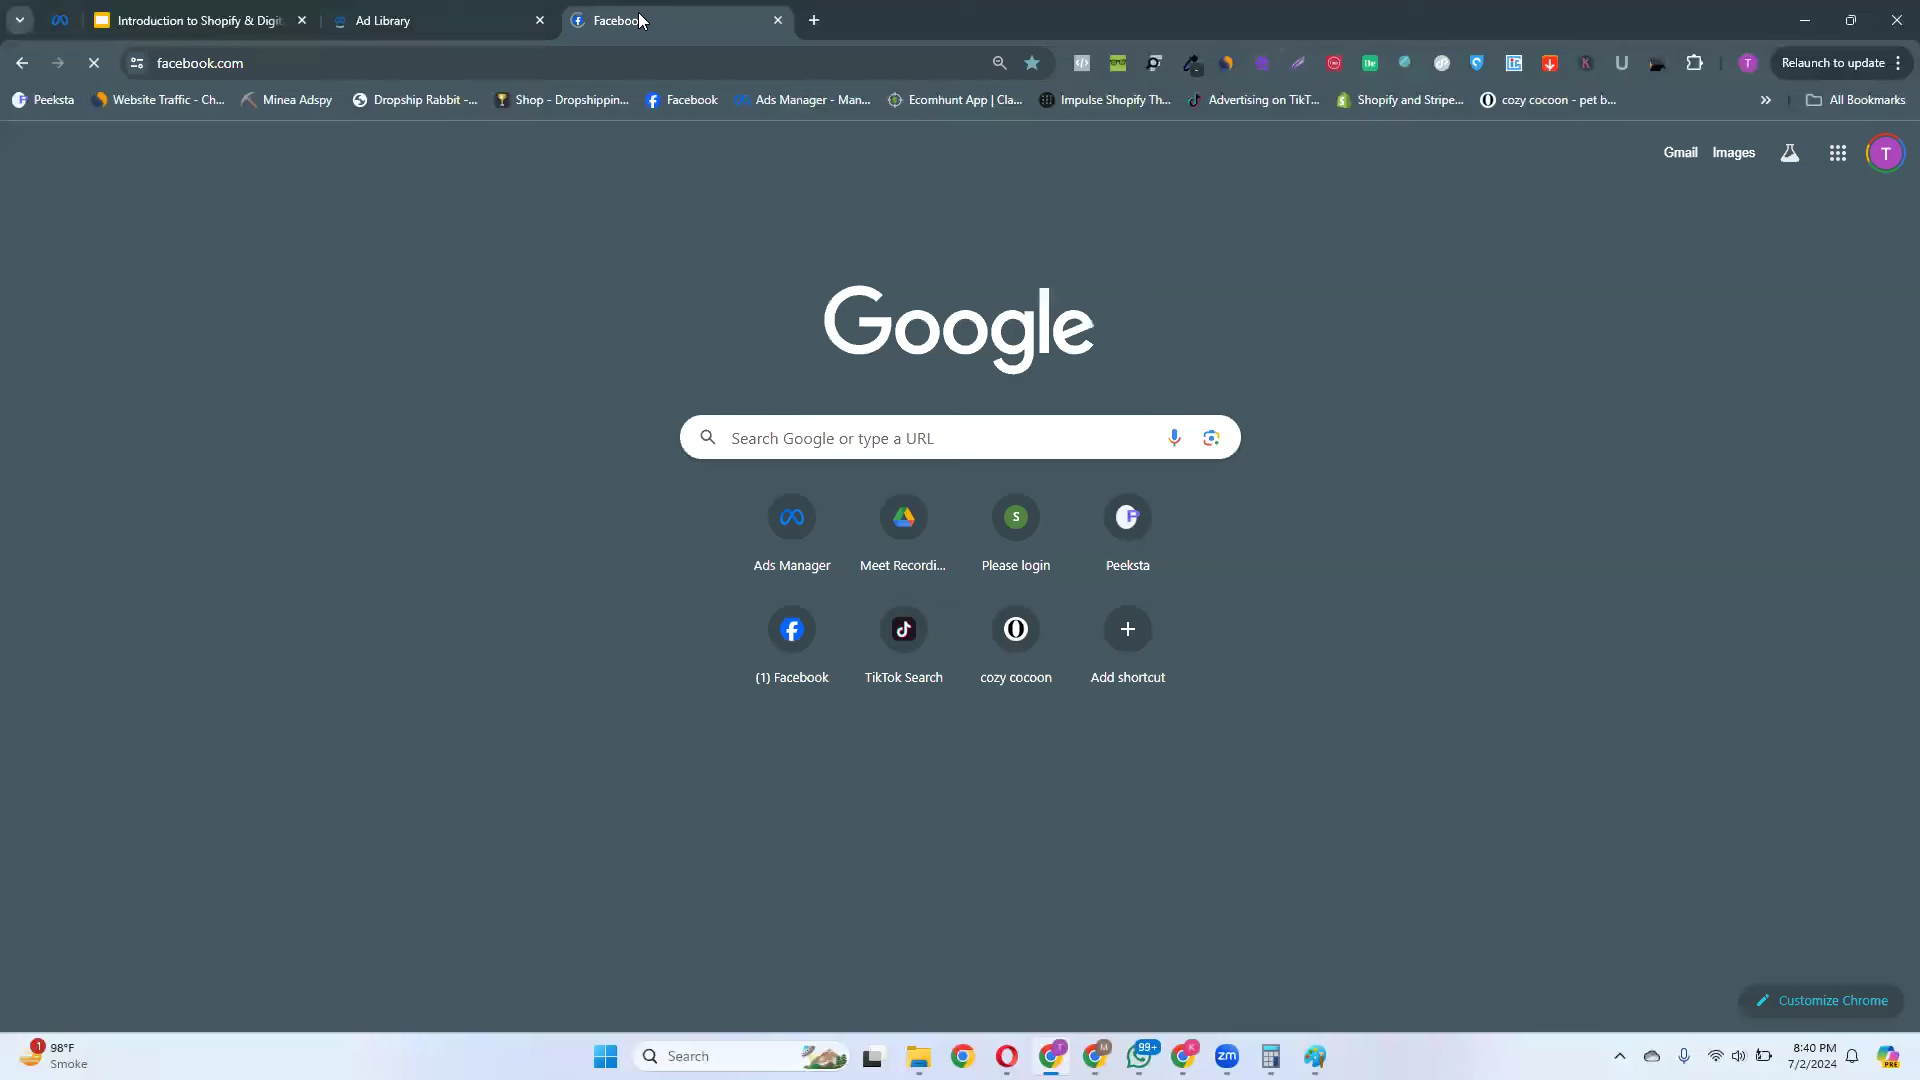 Introduction to Shopify & Digit
Ad Library
Facebook
facebook.com
Relaunch to update
Peeksta
Website Traffic - Ch...
Minea Adspy
Dropship Rabbit -...
Shop - Dropshippin...
Facebook
Ads Manager - Man...
Ecomhunt App | Cla...
Impulse Shopify Th...
Advertising on TikT...
Shopify and Stripe...
cozy cocoon - pet b...
All Bookmarks
Gmail
Images
T
Google
Search Google or type a URL
Ads Manager
Meet Recordi...
Please login
Peeksta
(1) Facebook
TikTok Search
cozy cocoon
Add shortcut
Customize Chrome
1
98°F
Smoke
Search
99+
zm
8:40 PM
7/2/2024